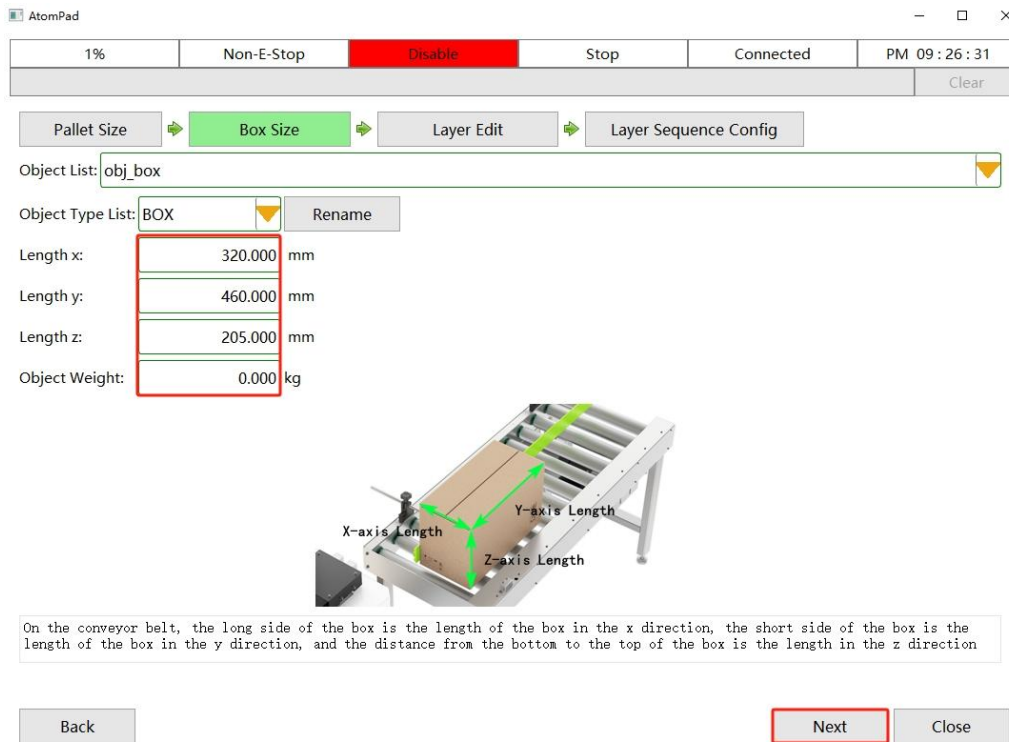 AtomPad
1% Non-E-Stop Disable Stop Connected PM 09 : 26 : 31
Clear
Pallet Size Box Size Layer Edit Layer Sequence Config
Object List: obj_box
Object Type List: BOX Rename
Length x: 320.000 mm
Length y: 460.000 mm
Length z: 205.000 mm
Object Weight: 0.000 kg
Y-axis Length
X-axis Length
Z-axis Length
On the conveyor belt, the long side of the box is the length of the box in the x direction, the short side of the box is the
length of the box in the y direction, and the distance from the bottom to the top of the box is the length in the z direction
Back Next Close